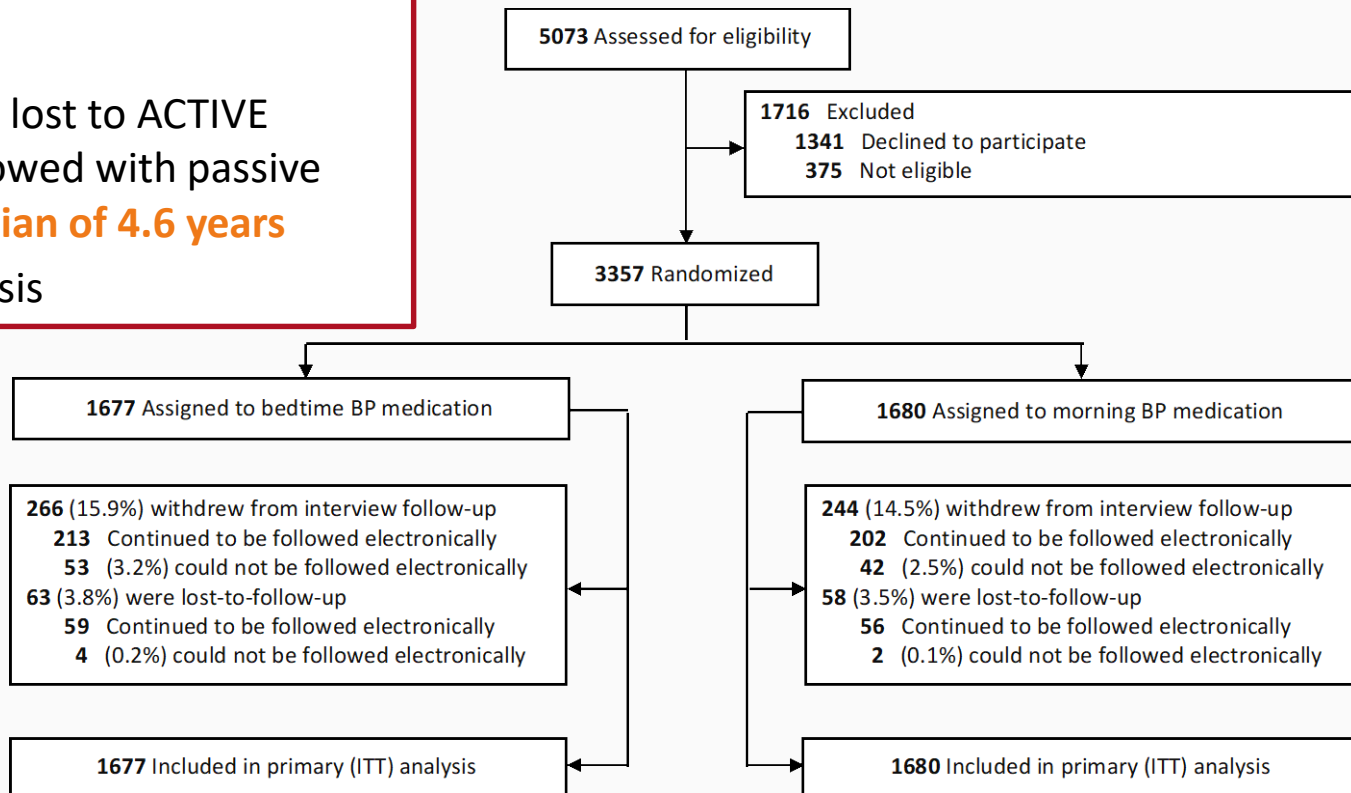 lost to ACTIVE
owed with passive
ian of 4.6 years
sis
5073 Assessed for eligibility
1716 Excluded
1341 Declined to participate
375 Not eligible
3357 Randomized
1677 Assigned to bedtime BP medication
1680 Assigned to morning BP medication
266 (15.9%) withdrew from interview follow-up
213 Continued to be followed electronically
53 (3.2%) could not be followed electronically
63 (3.8%) were lost-to-follow-up
59 Continued to be followed electronically
4 (0.2%) could not be followed electronically
244 (14.5%) withdrew from interview follow-up
202 Continued to be followed electronically
42 (2.5%) could not be followed electronically
58 (3.5%) were lost-to-follow-up
56 Continued to be followed electronically
2 (0.1%) could not be followed electronically
1677 Included in primary (ITT) analysis
1680 Included in primary (ITT) analysis